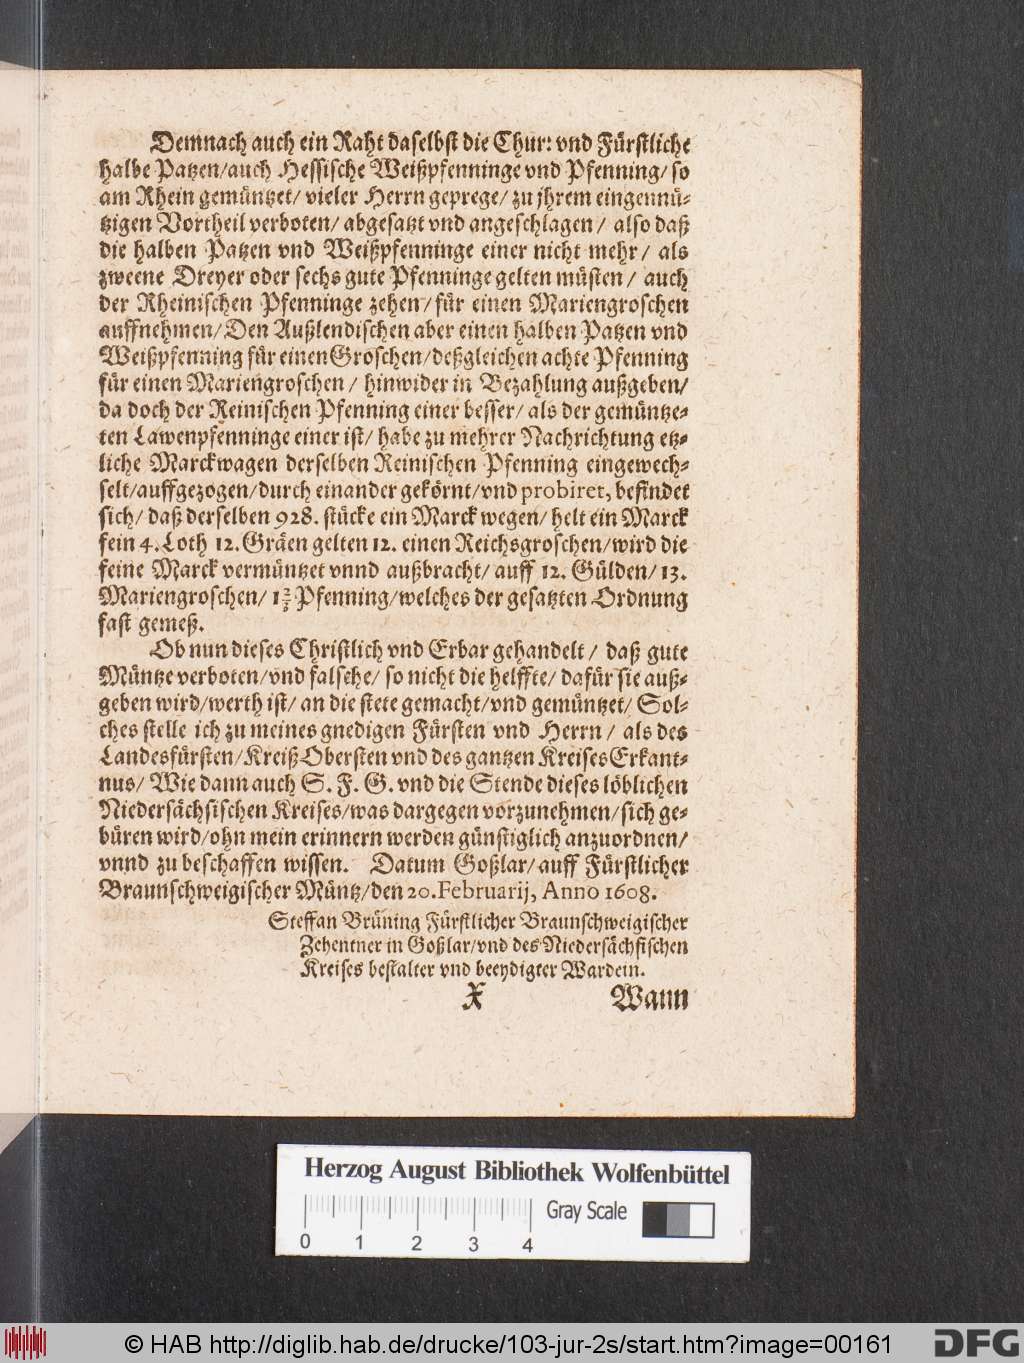 Demnach auch ein Raht daselbst die Chur: vnd Fürstliche
halbe Patzen/auch Hessische Weißpfenninge vnd Pfenning/ so
am Rhein gemüntzet/ vieler Herrn geprege/ zu jhrem eingennü-
tzigen Vortheil verboten/ abgesatzt vnd angeschlagen / also daß
die halben Patzen vnd Weißpfenninge einer nicht mehr / als
zweene Dreyer oder sechs gute Pfenninge gelten müsten / auch
der Rheinischen Pfenninge zehen/für einen Mariengroschen
auffnehmen/Den Außlendischen aber einen halben Patzen vnd
Weißpfenning für einen Groschen/deßgleichen achte Pfenning
für einen Mariengroschen / hinwider in Bezahlung außgeben/
da doch der Reinischen Pfenning einer besser/ als der gemüntze-
ten Lawenpfenninge einer ist/ habe zu mehrer Nachrichtung etz-
liche Marckwagen derselben Reinischen Pfenning eingewech-
selt/auffgezogen/durch einander gekörnt/vnd probiret, befindet
sich/ daß derselben 928. stücke ein Marck wegen/ helt ein Marck
fein 4. Loth 12. Gräen gelten 12. einen Reichsgroschen/wird die
feine Marck vermüntzet vnnd außbracht/ auff 12. Gülden/ 13.
Mariengroschen/ 1 2/3 Pfenning/welches der gesatzten Ordnung
fast gemeß.
Ob nun dieses Christlich vnd Erbar gehandelt / daß gute
Müntze verboten/vnd falsche/ so nicht die helffte/ dafür sie auß-
geben wird/werth ist/ an die stete gemacht/vnd gemüntzet/ Sol-
ches stelle ich zu meines gnedigen Fürsten vnd Herrn / als des
Landesfürsten/Kreiß Obersten vnd des gantzen Kreises Erkant-
nus/ Wie dann auch S. F. G. vnd die Stende dieses löblichen
Niedersächsischen Kreises/was dargegen vorzunehmen/sich ge-
büren wird/ohn mein erinnern werden günstiglich anzuordnen/
vnnd zu beschaffen wissen. Datum Goßlar/auff Fürstlicher
Braunschweigischer Müntz/den 20. Februarij, Anno 1608.
Steffan Brüning Fürstlicher Braunschweigischer
Zehentner in Goßlar/vnd des Niedersächsischen
Kreises bestalter vnd beeydigter Wardein.
X Wann
Herzog August Bibliothek Wolfenbüttel
Gray Scale
0 1 2 3 4
© HAB http://diglib.hab.de/drucke/103-jur-2s/start.htm?image=00161
DFG